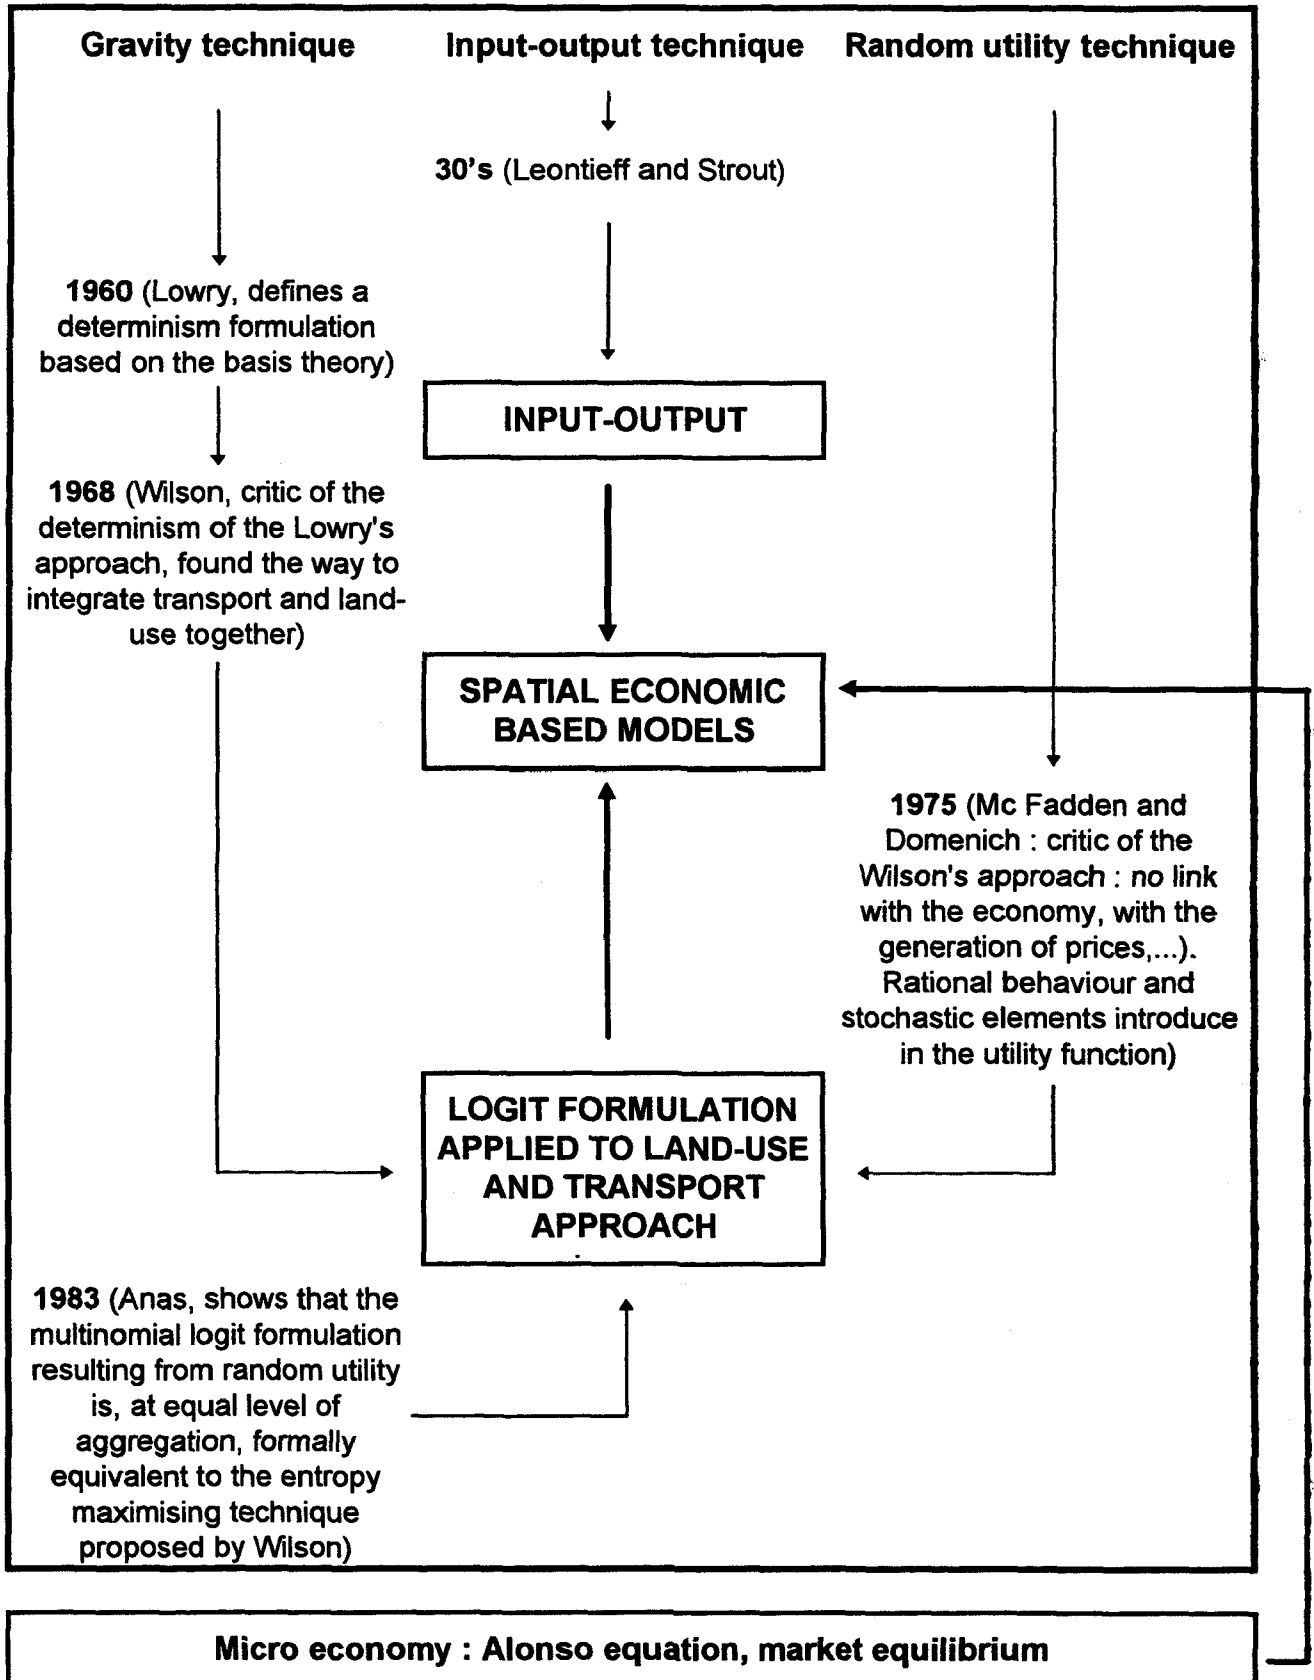 Gravity technique
Input-output technique
Random utility technique
30's (Leontieff and Strout)
1960 (Lowry, defines a
determinism formulation
based on the basis theory)
INPUT-OUTPUT
1968 (Wilson, critic of the
determinism of the Lowry's
approach, found the way to
integrate transport and land-
use together)
SPATIAL ECONOMIC
BASED MODELS
1975 (Mc Fadden and
Domenich : critic of the
Wilson's approach : no link
with the economy, with the
generation of prices,...).
Rational behaviour and
stochastic elements introduce
in the utility function)
LOGIT FORMULATION
APPLIED TO LAND-USE
AND TRANSPORT
APPROACH
1983 (Anas, shows that the
multinomial logit formulation
resulting from random utility
is, at equal level of
aggregation, formally
equivalent to the entropy
maximising technique
proposed by Wilson)
Micro economy : Alonso equation, market equilibrium